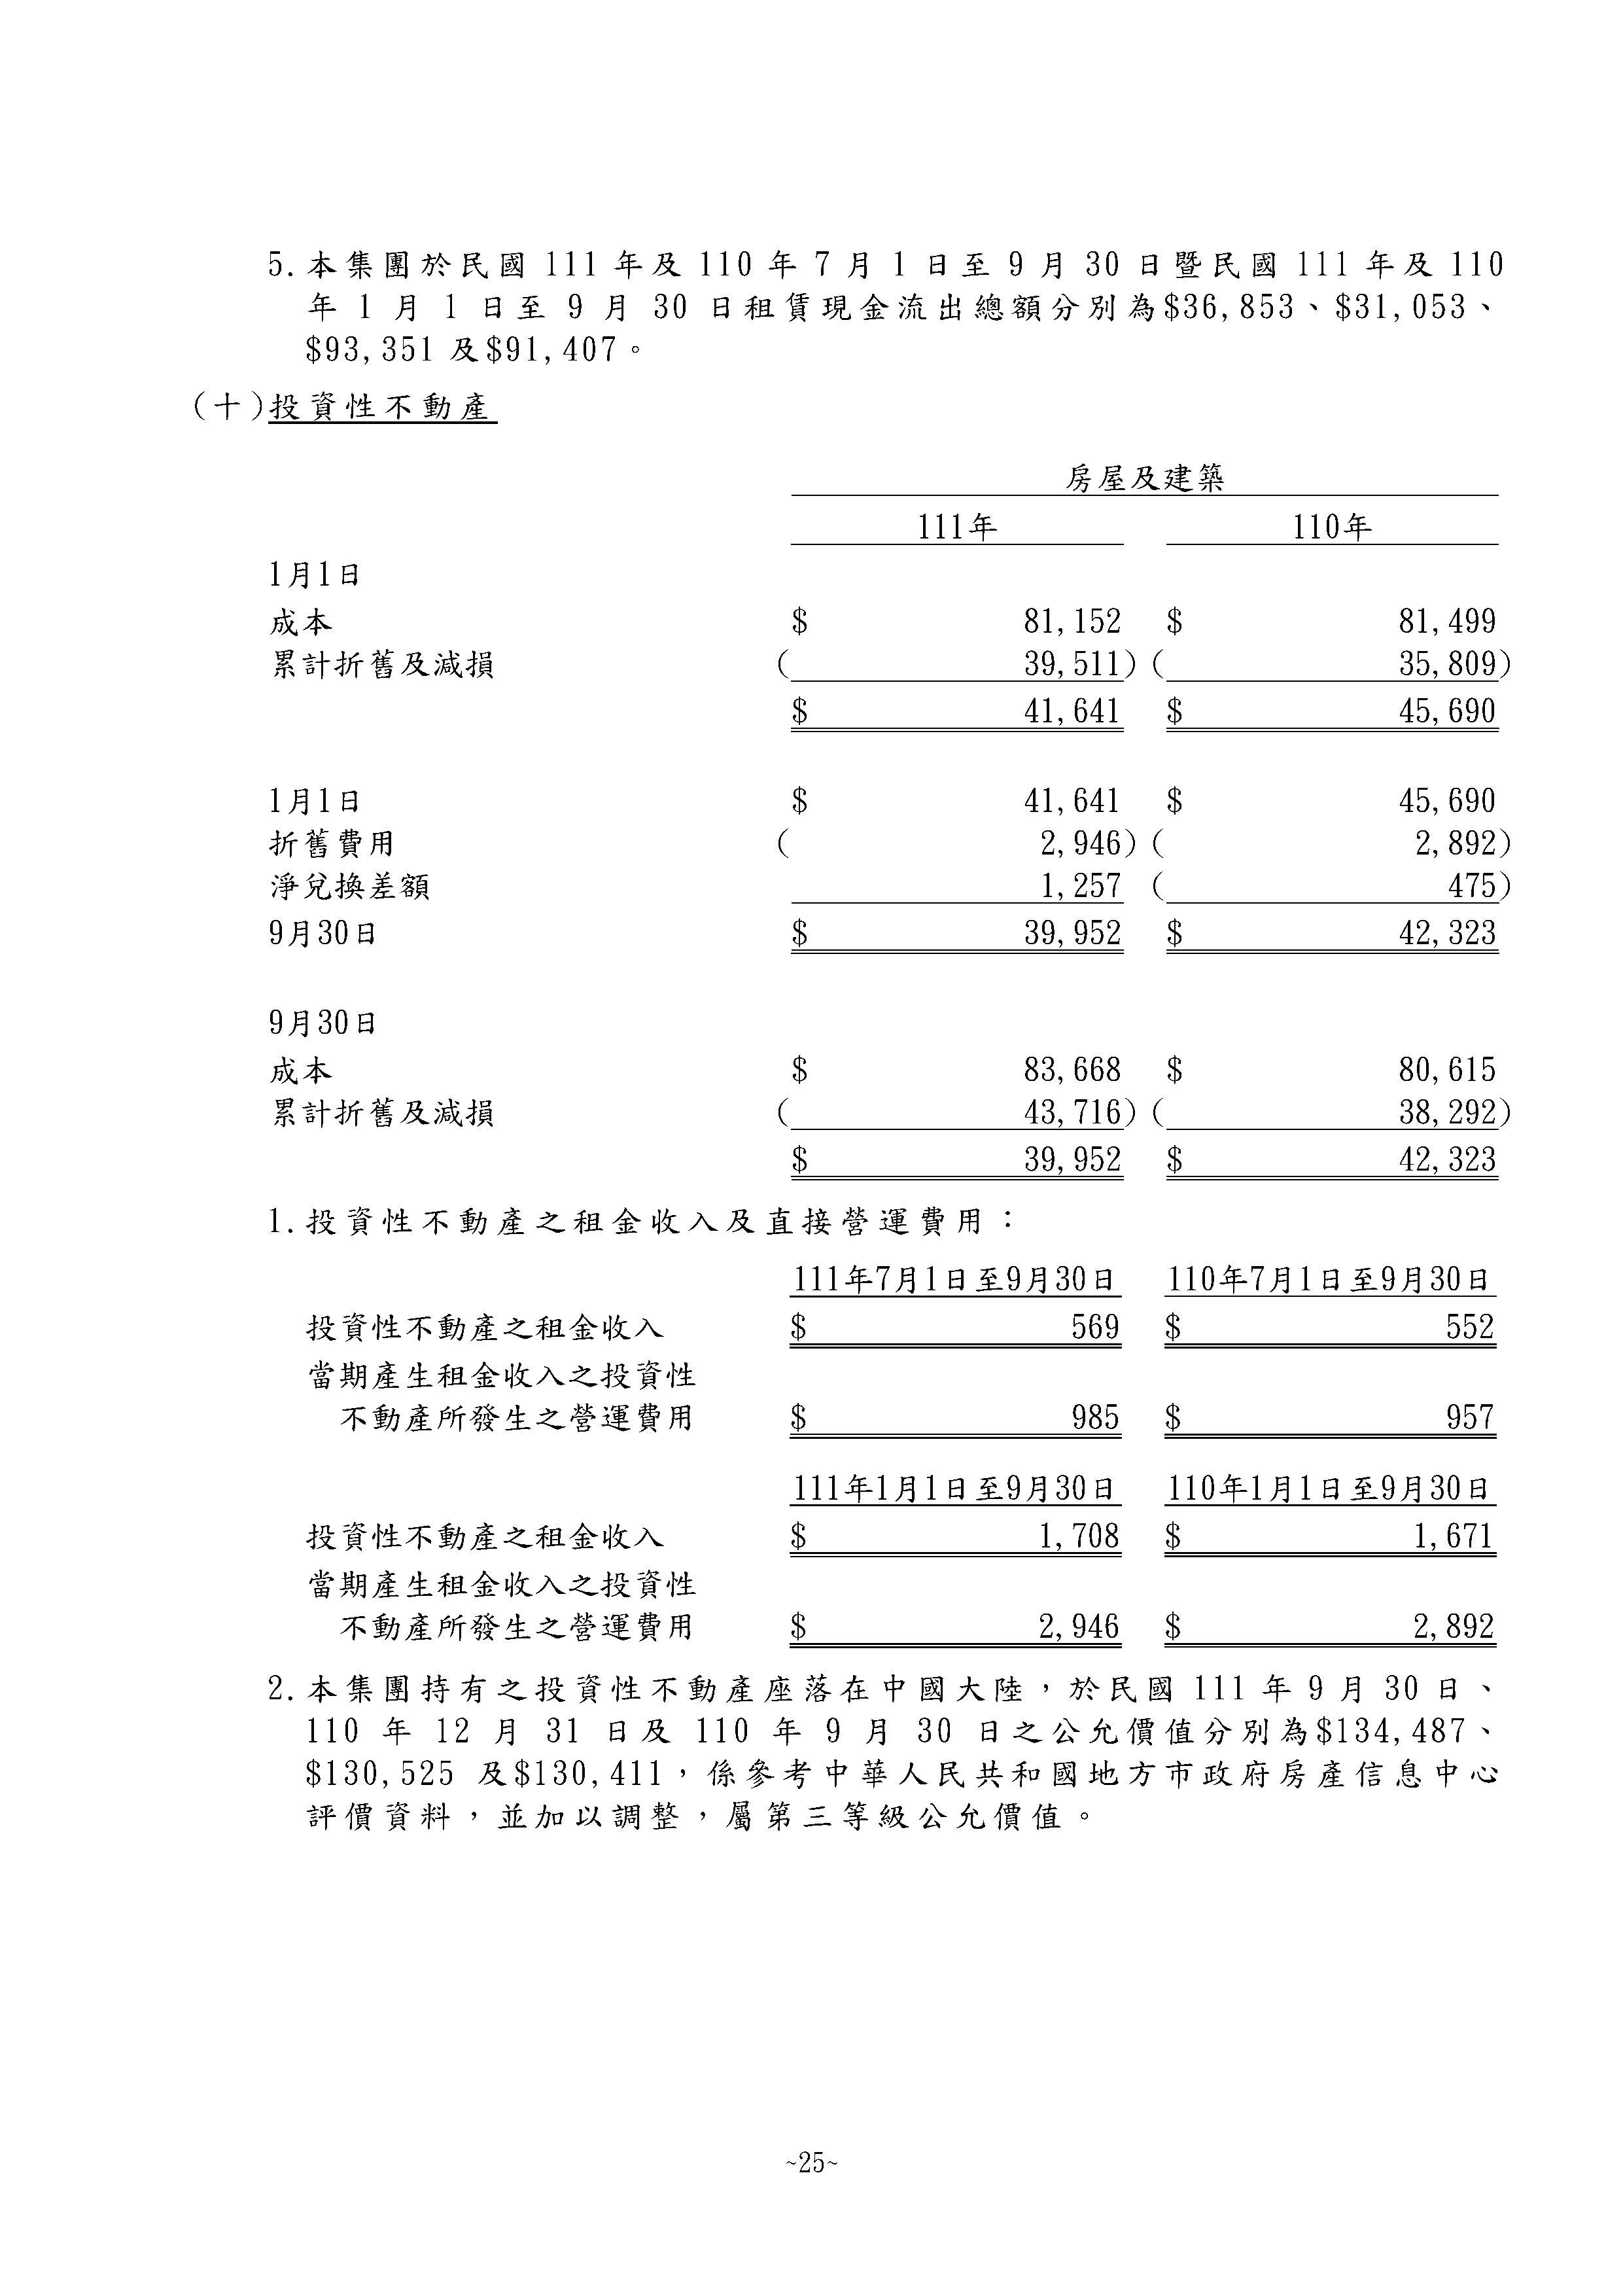 5.本集團於民國 111 年及 110 年 7 月 1 日至 9 月 30 日暨民國 111 年及 110
年 1 月 1 日至 9 月 30 日租賃現金流出總額分別為$36,853、$31,053、
$93,351 及$91,407。
(十)投資性不動產
房屋及建築
111年 110年
1月1日
成本 $ 81,152 $ 81,499
累計折舊及減損 ( 39,511) ( 35,809)
$ 41,641 $ 45,690
1月1日 $ 41,641 $ 45,690
折舊費用 ( 2,946) ( 2,892)
淨兌換差額 1,257 ( 475)
9月30日 $ 39,952 $ 42,323
9月30日
成本 $ 83,668 $ 80,615
累計折舊及減損 ( 43,716) ( 38,292)
$ 39,952 $ 42,323
1.投資性不動產之租金收入及直接營運費用：
111年7月1日至9月30日 110年7月1日至9月30日
投資性不動產之租金收入 $ 569 $ 552
當期產生租金收入之投資性
不動產所發生之營運費用 $ 985 $ 957
111年1月1日至9月30日 110年1月1日至9月30日
投資性不動產之租金收入 $ 1,708 $ 1,671
當期產生租金收入之投資性
不動產所發生之營運費用 $ 2,946 $ 2,892
2.本集團持有之投資性不動產座落在中國大陸，於民國 111 年 9 月 30 日、
110 年 12 月 31 日及 110 年 9 月 30 日之公允價值分別為$134,487、
$130,525 及$130,411，係參考中華人民共和國地方市政府房產信息中心
評價資料，並加以調整，屬第三等級公允價值。
~25~